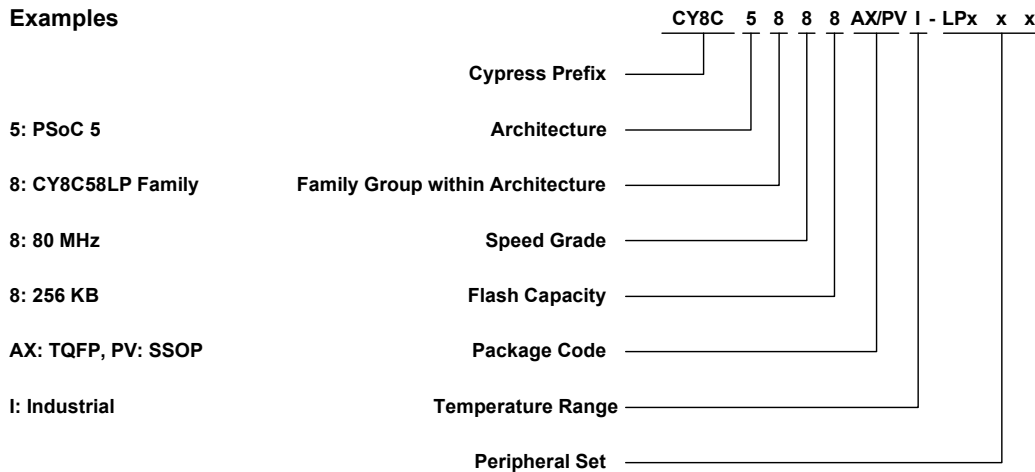 Examples
CY8C 5 8 8 8 AX/PV I - LPx x x
Cypress Prefix
5: PSoC 5 Architecture
8: CY8C58LP Family Family Group within Architecture
8: 80 MHz Speed Grade
8: 256 KB Flash Capacity
AX: TQFP, PV: SSOP Package Code
I: Industrial Temperature Range
Peripheral Set